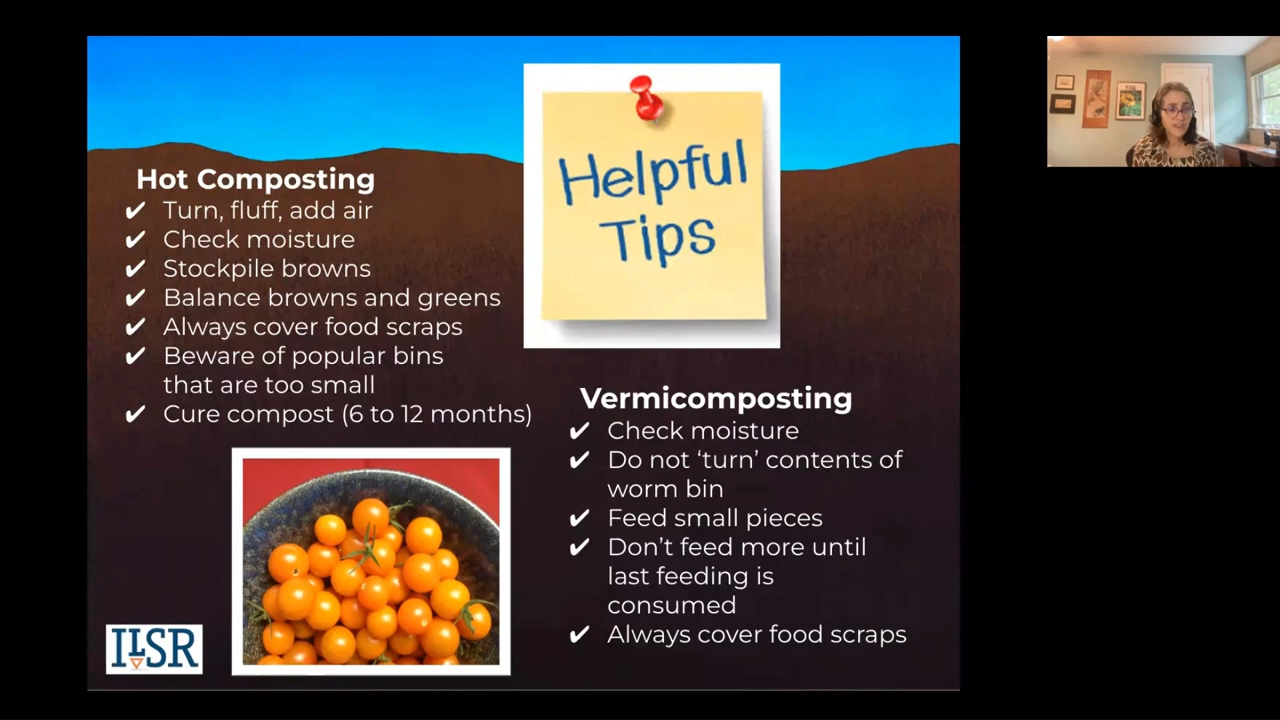 Hot Composting
✔ Turn, fluff, add air
✔ Check moisture
✔ Stockpile browns
✔ Balance browns and greens
✔ Always cover food scraps
✔ Beware of popular bins
that are too small
✔ Cure compost (6 to 12 months)
Helpful
Tips
Vermicomposting
✔ Check moisture
✔ Do not ‘turn’ contents of
worm bin
✔ Feed small pieces
✔ Don’t feed more until
last feeding is
consumed
✔ Always cover food scraps
ILSR